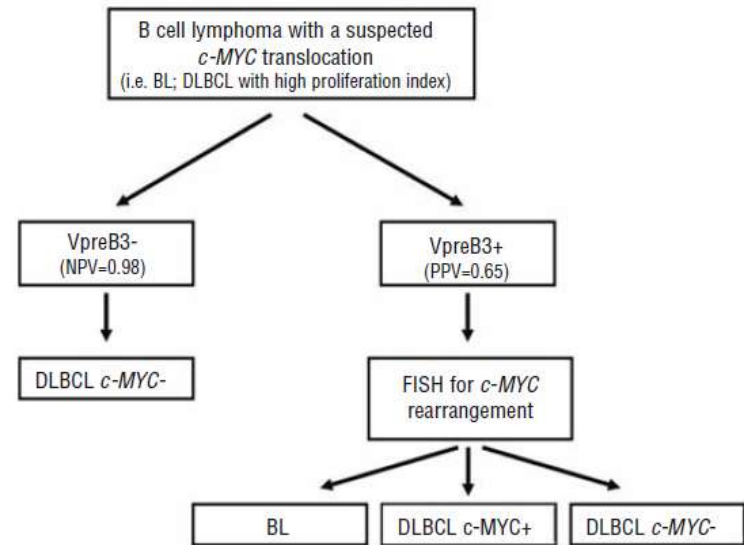 B cell lymphoma with a suspected
c-MYC translocation
(i.e. BL; DLBCL with high proliferation index)
VpreB3-
(NPV=0.98)
VpreB3+
(PPV=0.65)
DLBCL c-MYC-
FISH for c-MYC
rearrangement
BL
DLBCL c-MYC+
DLBCL c-MYC-